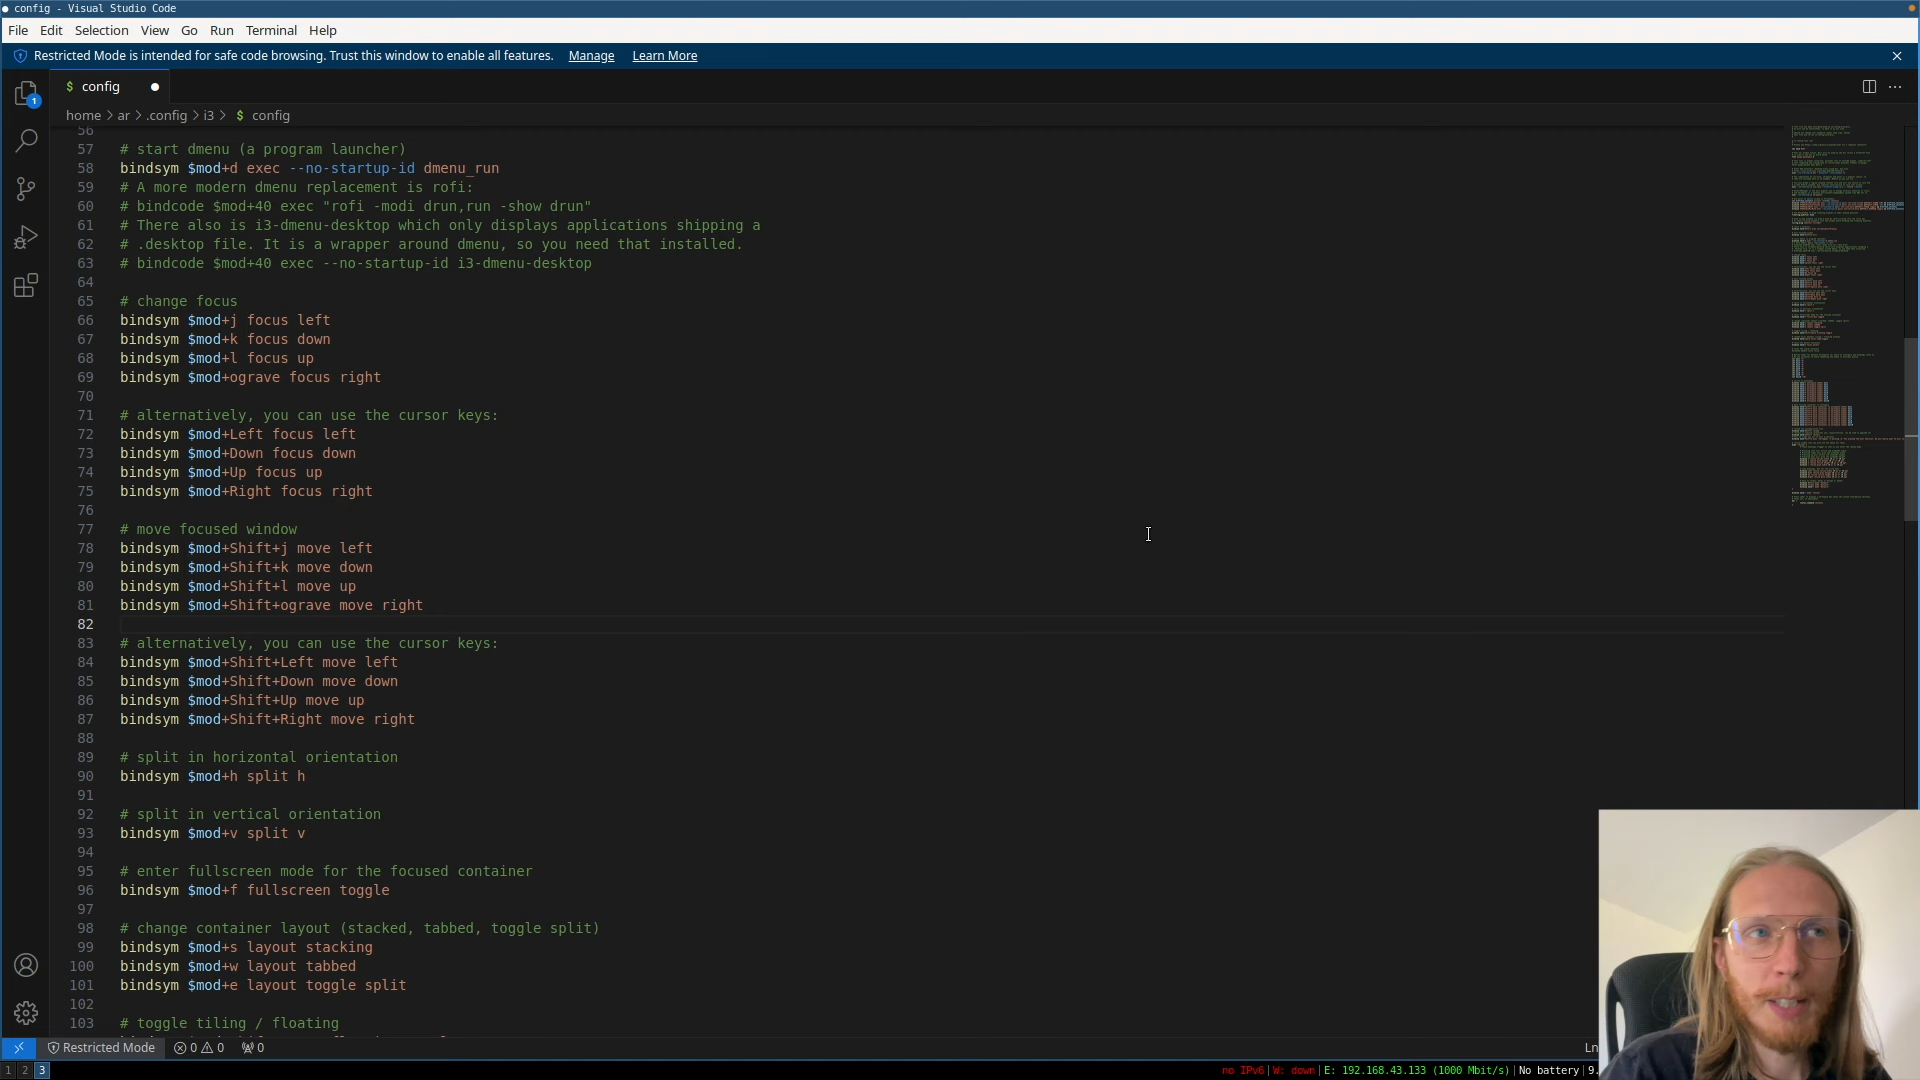 config - Visual Studio Code
File Edit Selection View Go Run Terminal Help
Restricted Mode is intended for safe code browsing. Trust this window to enable all features. Manage Learn More
$ config
home > ar > .config > i3 > $ config
56
57 # start dmenu (a program launcher)
58 bindsym $mod+d exec --no-startup-id dmenu_run
59 # A more modern dmenu replacement is rofi:
60 # bindcode $mod+40 exec "rofi -modi drun,run -show drun"
61 # There also is i3-dmenu-desktop which only displays applications shipping a
62 # .desktop file. It is a wrapper around dmenu, so you need that installed.
63 # bindcode $mod+40 exec --no-startup-id i3-dmenu-desktop
64
65 # change focus
66 bindsym $mod+j focus left
67 bindsym $mod+k focus down
68 bindsym $mod+l focus up
69 bindsym $mod+ograve focus right
70
71 # alternatively, you can use the cursor keys:
72 bindsym $mod+Left focus left
73 bindsym $mod+Down focus down
74 bindsym $mod+Up focus up
75 bindsym $mod+Right focus right
76
77 # move focused window
78 bindsym $mod+Shift+j move left
79 bindsym $mod+Shift+k move down
80 bindsym $mod+Shift+l move up
81 bindsym $mod+Shift+ograve move right
82
83 # alternatively, you can use the cursor keys:
84 bindsym $mod+Shift+Left move left
85 bindsym $mod+Shift+Down move down
86 bindsym $mod+Shift+Up move up
87 bindsym $mod+Shift+Right move right
88
89 # split in horizontal orientation
90 bindsym $mod+h split h
91
92 # split in vertical orientation
93 bindsym $mod+v split v
94
95 # enter fullscreen mode for the focused container
96 bindsym $mod+f fullscreen toggle
97
98 # change container layout (stacked, tabbed, toggle split)
99 bindsym $mod+s layout stacking
100 bindsym $mod+w layout tabbed
101 bindsym $mod+e layout toggle split
102
103 # toggle tiling / floating
1
Restricted Mode 0 0 0 Ln
1 2 3 no IPv6|W: down|E: 192.168.43.133 (1000 Mbit/s)|No battery|9.